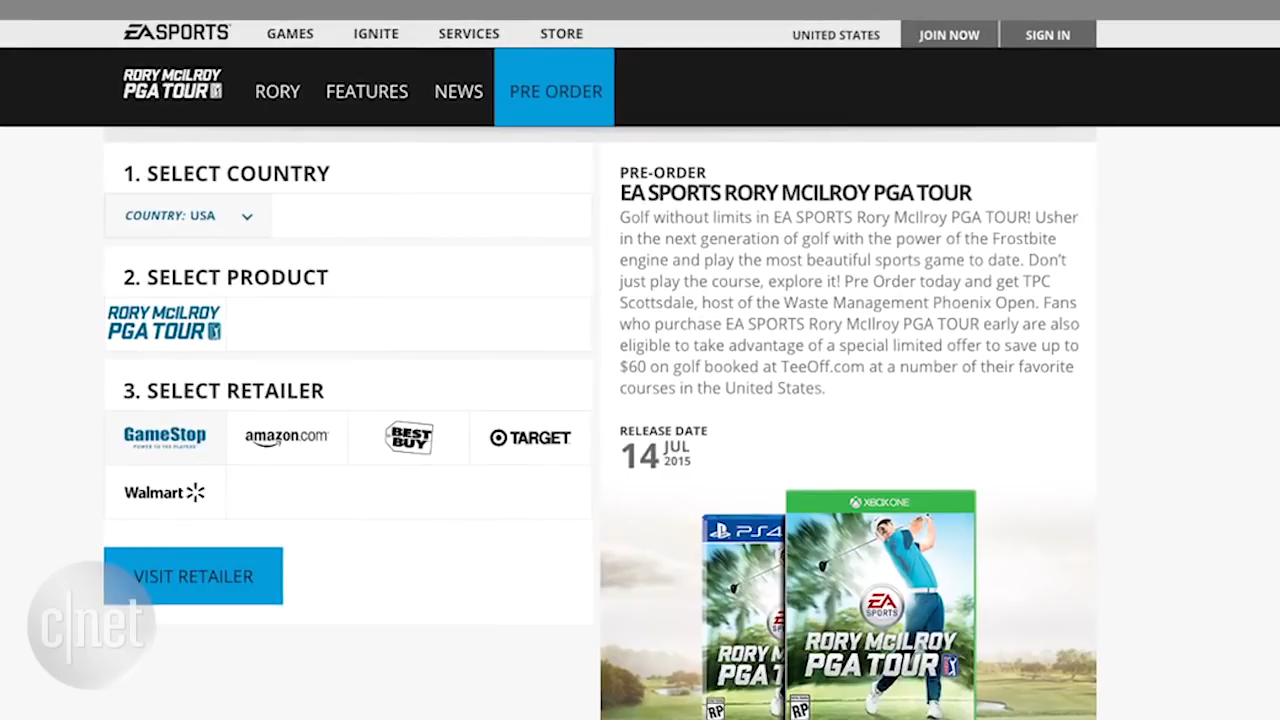 EA SPORTS GAMES IGNITE SERVICES STORE UNITED STATES JOIN NOW SIGN IN
RORY MCILROY
PGA TOUR
RORY FEATURES NEWS PRE ORDER
1. SELECT COUNTRY
COUNTRY: USA
2. SELECT PRODUCT
RORY MCILROY
PGA TOUR
3. SELECT RETAILER
GameStop
POWER TO THE PLAYERS
amazon.com
BEST
BUY
TARGET
Walmart
VISIT RETAILER
PRE-ORDER
EA SPORTS RORY MCILROY PGA TOUR
Golf without limits in EA SPORTS Rory McIlroy PGA TOUR! Usher
in the next generation of golf with the power of the Frostbite
engine and play the most beautiful sports game to date. Don't
just play the course, explore it! Pre Order today and get TPC
Scottsdale, host of the Waste Management Phoenix Open. Fans
who purchase EA SPORTS Rory McIlroy PGA TOUR early are also
eligible to take advantage of a special limited offer to save up to
$60 on golf booked at TeeOff.com at a number of their favorite
courses in the United States.
RELEASE DATE
14 JUL
2015
PS4
RORY M
PGA T
RP
XBOX ONE
EA
SPORTS
RORY MCILROY
PGA TOUR
RP
c|net